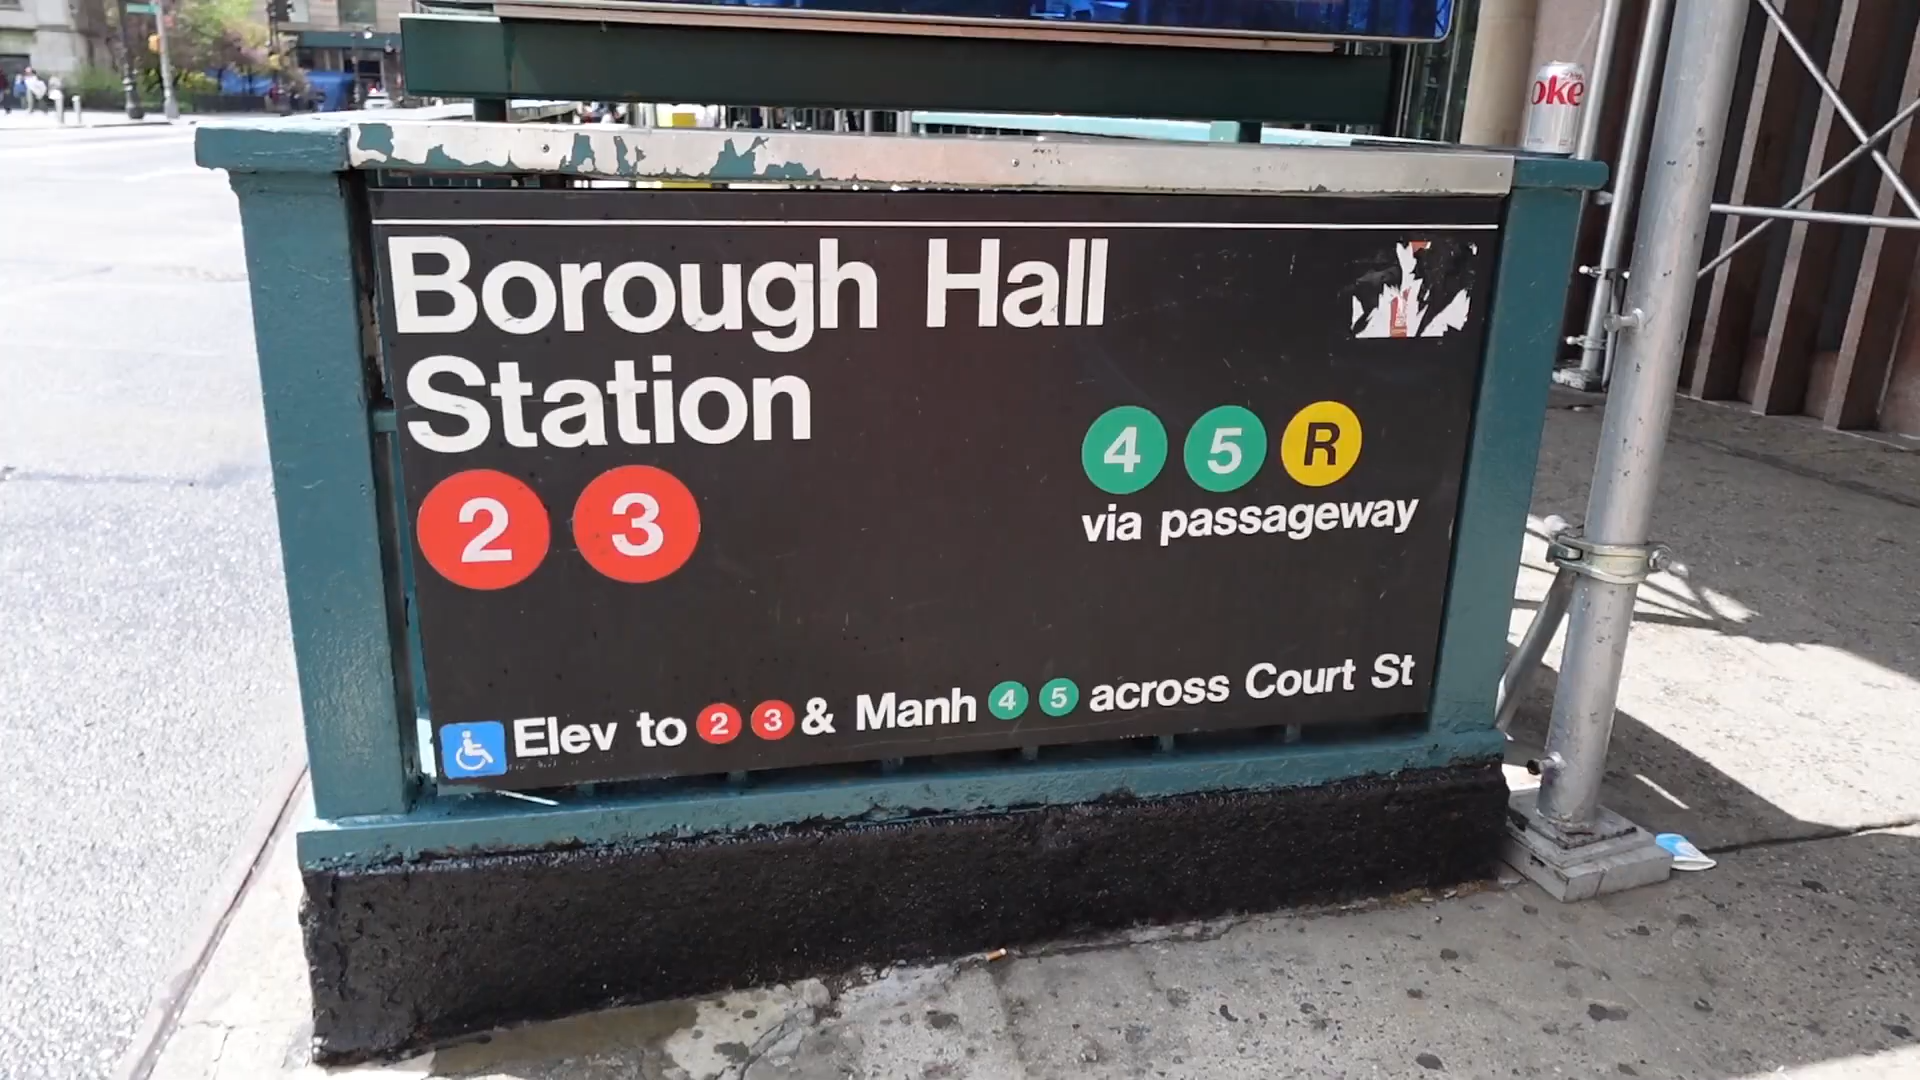 oke
Borough Hall
Station
2 3
4 5 R
via passageway
Elev to 2 3 & Manh 4 5 across Court St